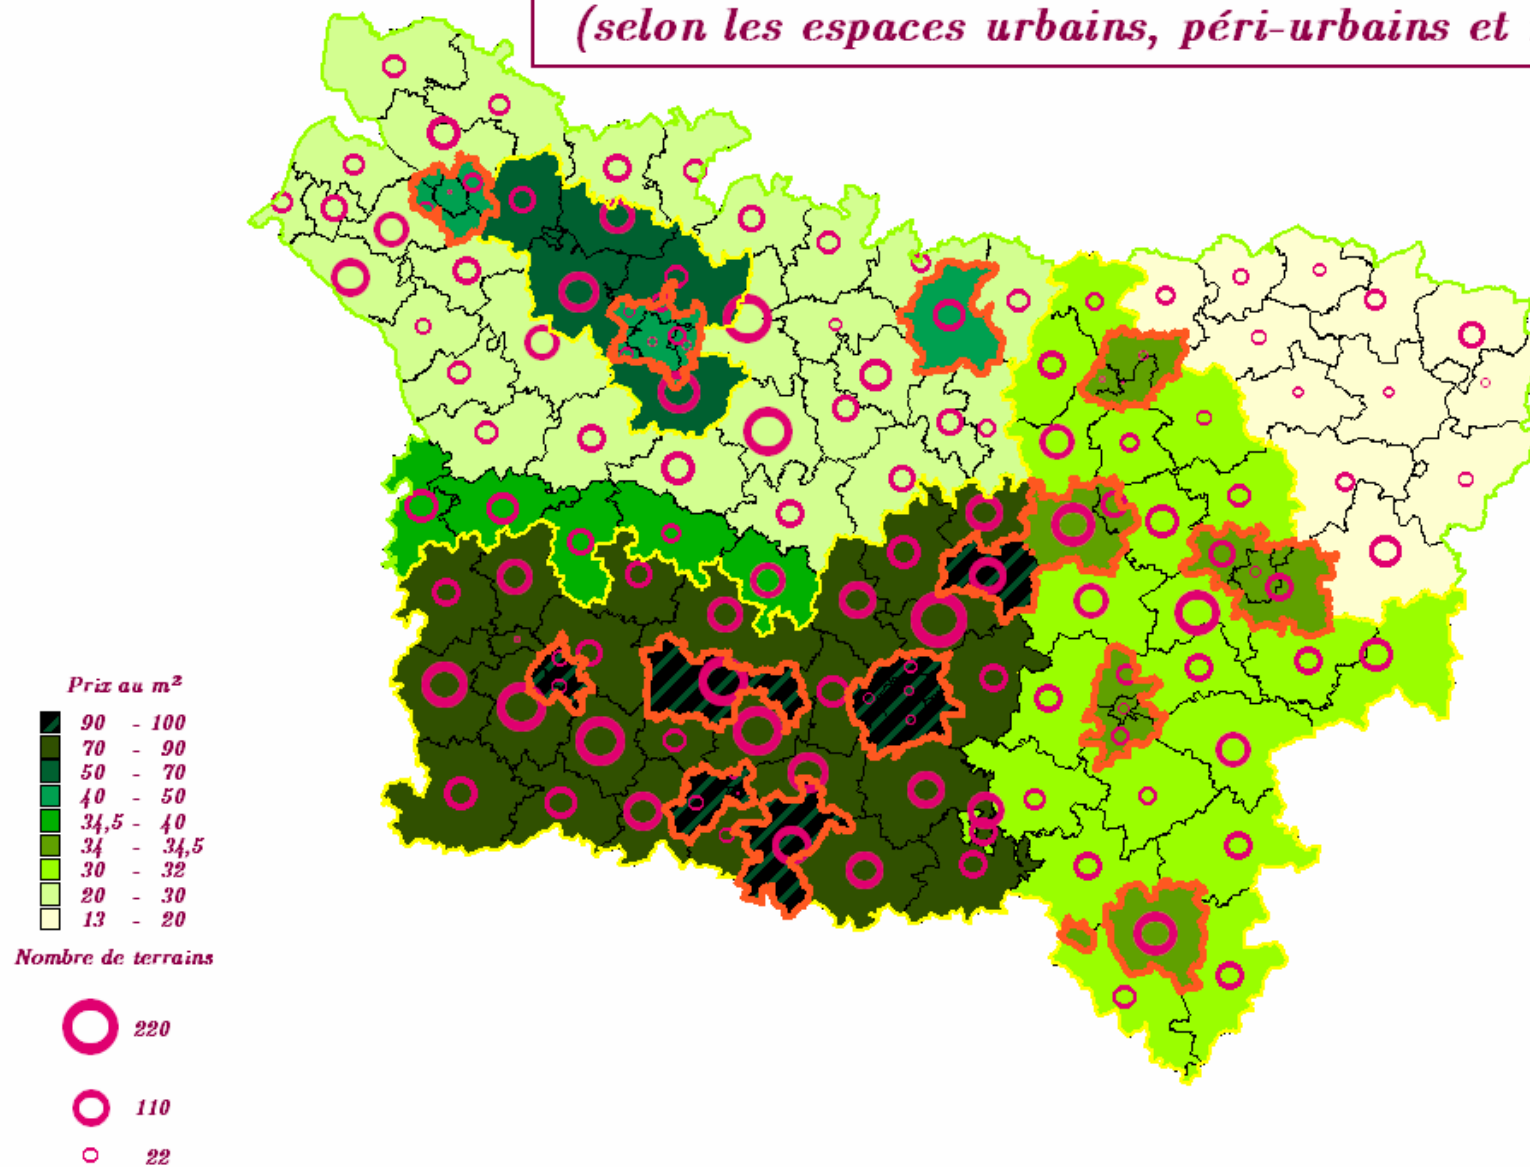 (selon les espaces urbains, péri-urbains et
Prix au m²
90 - 100
70 - 90
50 - 70
40 - 50
34,5 - 40
34 - 34,5
30 - 32
20 - 30
13 - 20
Nombre de terrains
220
110
22